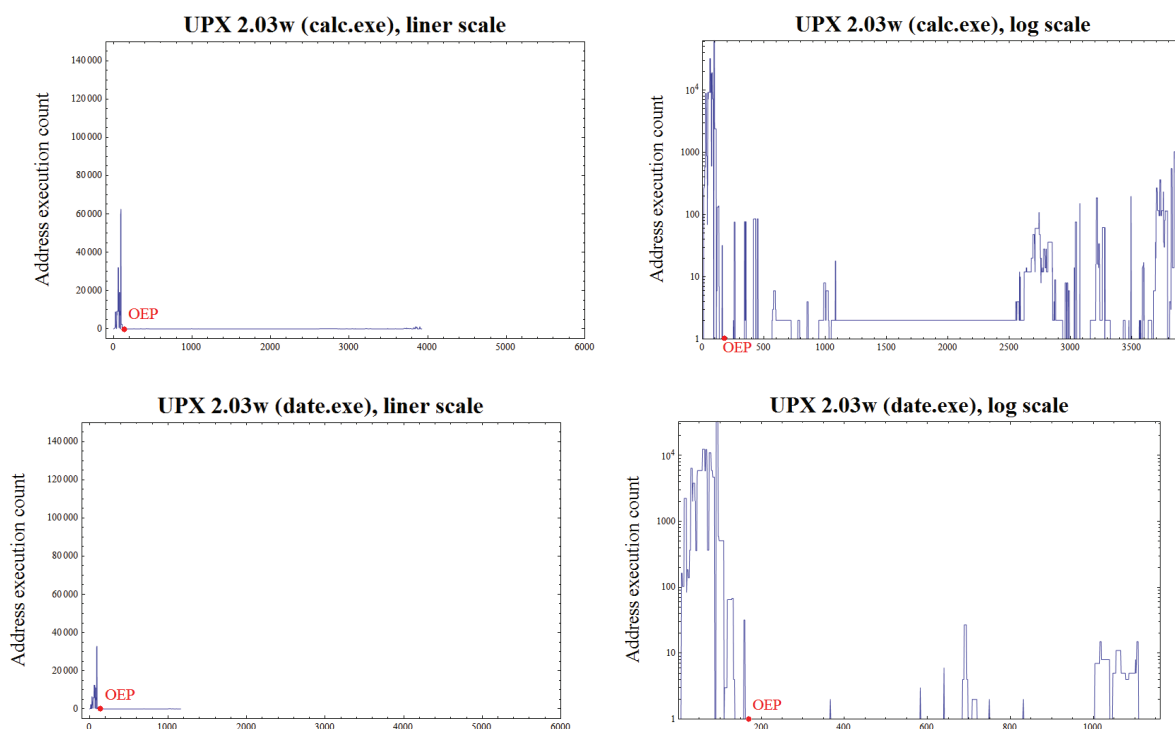 UPX 2.03w (calc.exe), liner scale
Address execution count
140 000
120 000
100 000
80 000
60 000
40 000
20 000
0
OEP
0 1000 2000 3000 4000 5000 6000
UPX 2.03w (calc.exe), log scale
Address execution count
10^4
1000
100
10
1
OEP
0 500 1000 1500 2000 2500 3000 3500
UPX 2.03w (date.exe), liner scale
Address execution count
140 000
120 000
100 000
80 000
60 000
40 000
20 000
0
OEP
0 1000 2000 3000 4000 5000 6000
UPX 2.03w (date.exe), log scale
Address execution count
10^4
1000
100
10
1
OEP
200 400 600 800 1000